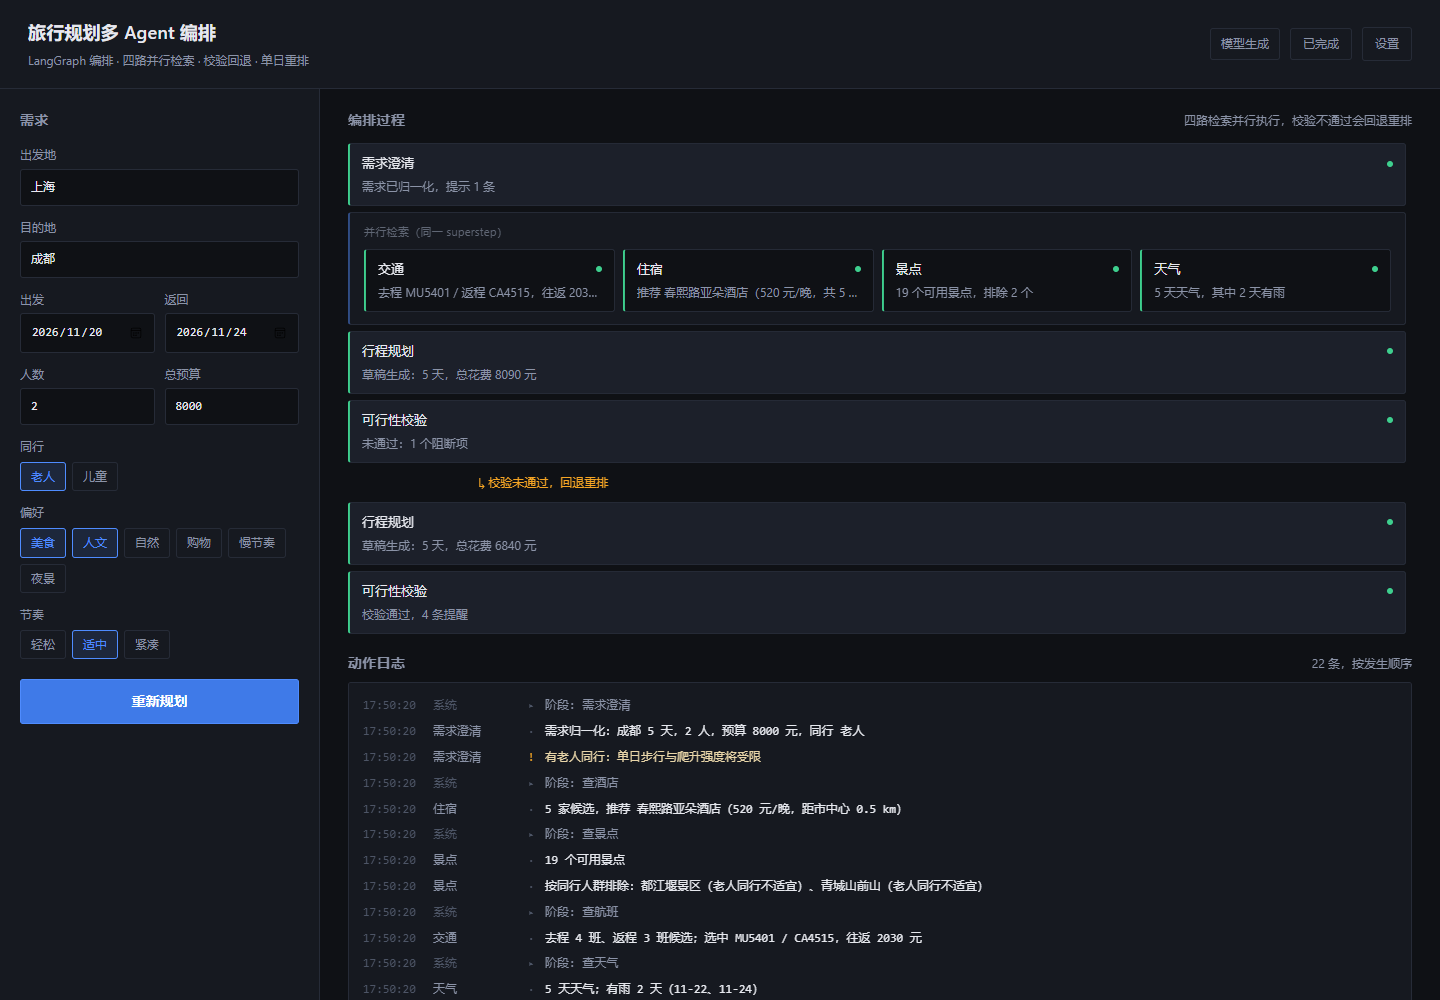 旅行规划多 Agent 编排
LangGraph 编排 · 四路并行检索 · 校验回退 · 单日重排
模型生成
已完成
设置
需求
出发地
上海
目的地
成都
出发
返回
2026/11/20
2026/11/24
人数
总预算
2
8000
同行
老人
儿童
偏好
美食
人文
自然
购物
慢节奏
夜景
节奏
轻松
适中
紧凑
重新规划
编排过程
四路检索并行执行，校验不通过会回退重排
需求澄清
需求已归一化，提示 1 条
并行检索（同一 superstep）
交通
去程 MU5401 / 返程 CA4515，往返 203...
住宿
推荐 春熙路亚朵酒店（520 元/晚，共 5 ...
景点
19 个可用景点，排除 2 个
天气
5 天天气，其中 2 天有雨
行程规划
草稿生成：5 天，总花费 8090 元
可行性校验
未通过：1 个阻断项
↳ 校验未通过，回退重排
行程规划
草稿生成：5 天，总花费 6840 元
可行性校验
校验通过，4 条提醒
动作日志
22 条，按发生顺序
17:50:20 系统 ▸ 阶段：需求澄清
17:50:20 需求澄清 · 需求归一化：成都 5 天，2 人，预算 8000 元，同行 老人
17:50:20 需求澄清 ! 有老人同行：单日步行与爬升强度将受限
17:50:20 系统 ▸ 阶段：查酒店
17:50:20 住宿 · 5 家候选，推荐 春熙路亚朵酒店（520 元/晚，距市中心 0.5 km）
17:50:20 系统 ▸ 阶段：查景点
17:50:20 景点 · 19 个可用景点
17:50:20 景点 · 按同行人群排除：都江堰景区（老人同行不适宜）、青城山前山（老人同行不适宜）
17:50:20 系统 ▸ 阶段：查航班
17:50:20 交通 · 去程 4 班、返程 3 班候选；选中 MU5401 / CA4515，往返 2030 元
17:50:20 系统 ▸ 阶段：查天气
17:50:20 天气 · 5 天天气；有雨 2 天（11-22、11-24）